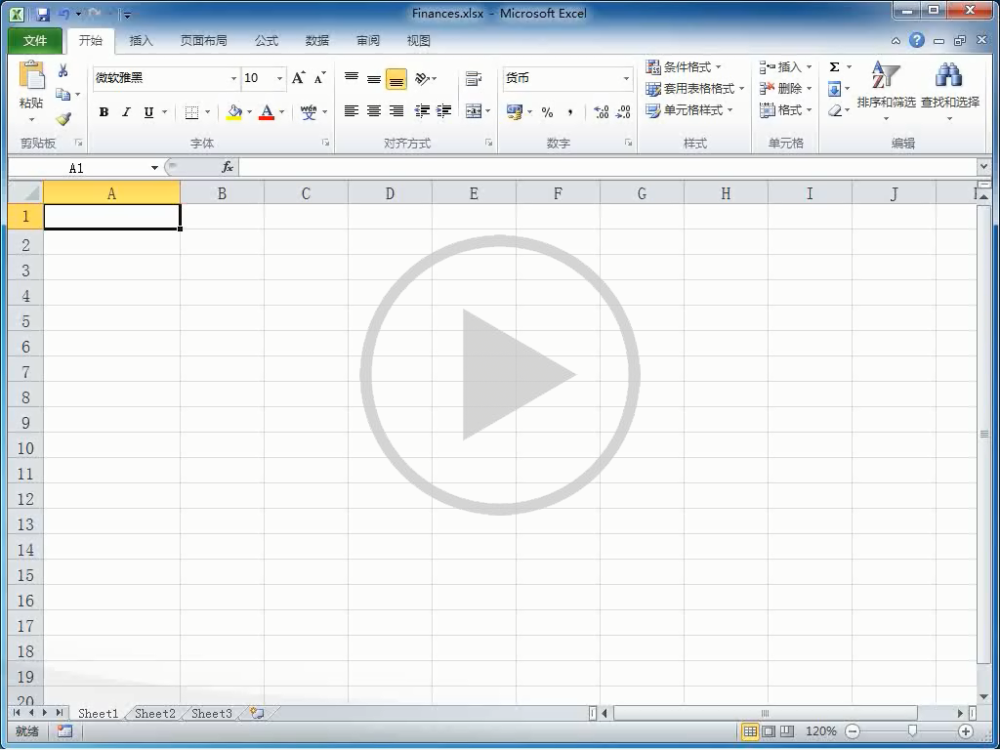 Finances.xlsx - Microsoft Excel
文件 开始 插入 页面布局 公式 数据 审阅 视图
粘贴
剪贴板
微软雅黑 10
B I U wén 文
字体
对齐方式
货币
% , .00 .00
数字
条件格式
套用表格格式
单元格样式
样式
插入
删除
格式
单元格
Σ
排序和筛选 查找和选择
编辑
A1 fx
A B C D E F G H I J
1
2
3
4
5
6
7
8
9
10
11
12
13
14
15
16
17
18
19
20
Sheet1 Sheet2 Sheet3
就绪 120%